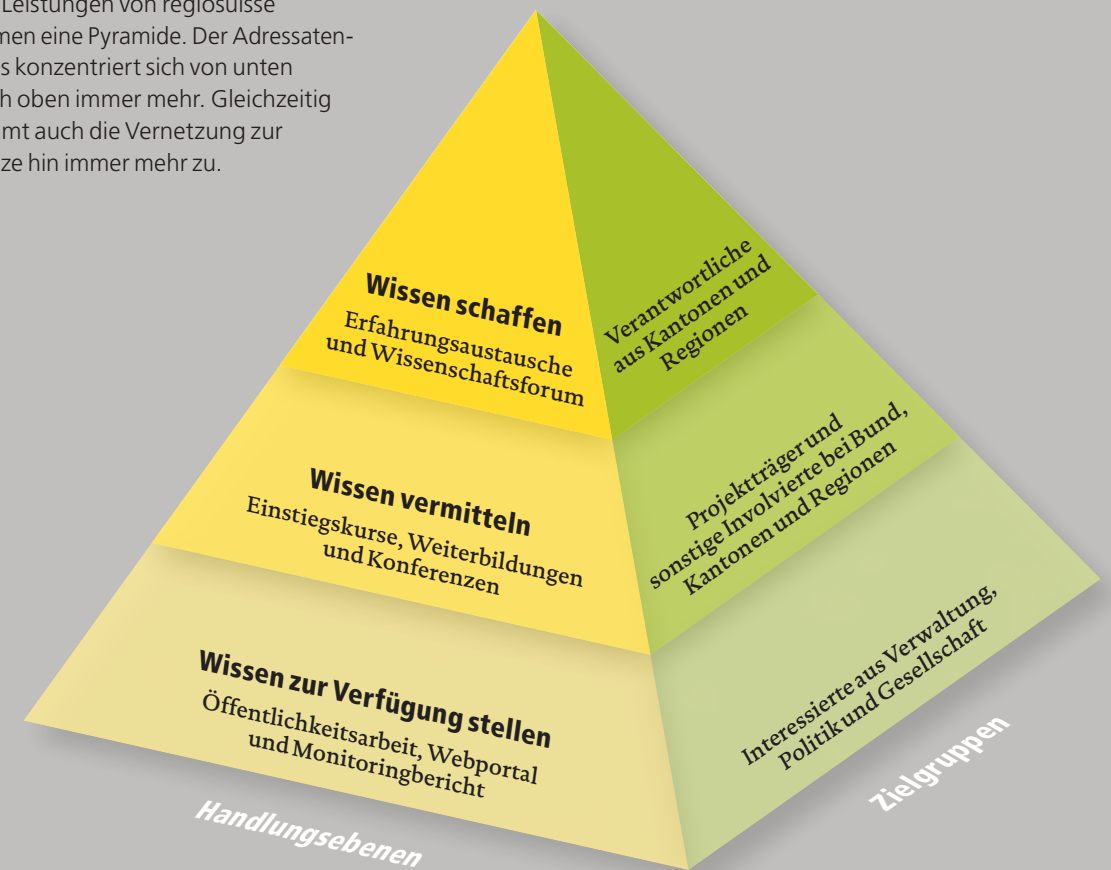 Leistungen von regiosuisse
men eine Pyramide. Der Adressaten-
s konzentriert sich von unten
h oben immer mehr. Gleichzeitig
mt auch die Vernetzung zur
ze hin immer mehr zu.
Wissen schaffen
Erfahrungsaustausche
und Wissenschaftsforum
Verantwortliche
aus Kantonen und
Regionen
Wissen vermitteln
Einstiegskurse, Weiterbildungen
und Konferenzen
Projektträger und
sonstige Involvierte bei Bund,
Kantonen und Regionen
Wissen zur Verfügung stellen
Öffentlichkeitsarbeit, Webportal
und Monitoringbericht
Interessierte aus Verwaltung,
Politik und Gesellschaft
Handlungsebenen
Zielgruppen